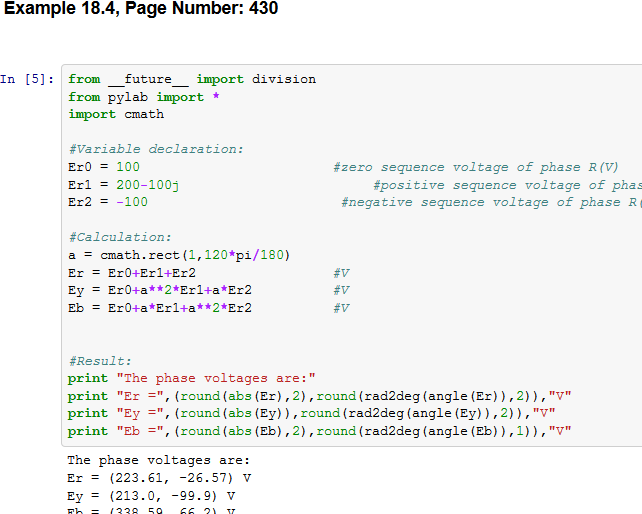 Example 18.4, Page Number: 430
In [5]: from __future__ import division
from pylab import *
import cmath
#Variable declaration:
Er0 = 100 #zero sequence voltage of phase R(V)
Er1 = 200-100j #positive sequence voltage of
Er2 = -100 #negative sequence voltage of phase
#Calculation:
a = cmath.rect(1,120*pi/180)
Er = Er0+Er1+Er2 #V
Ey = Er0+a**2*Er1+a*Er2 #V
Eb = Er0+a*Er1+a**2*Er2 #V
#Result:
print "The phase voltages are:"
print "Er =",(round(abs(Er),2),round(rad2deg(angle(Er)),2)),"V"
print "Ey =",(round(abs(Ey)),round(rad2deg(angle(Ey)),2)),"V"
print "Eb =",(round(abs(Eb),2),round(rad2deg(angle(Eb)),1)),"V"
The phase voltages are:
Er = (223.61, -26.57) V
Ey = (213.0, -99.9) V
Eb = (338.59, 66.2) V